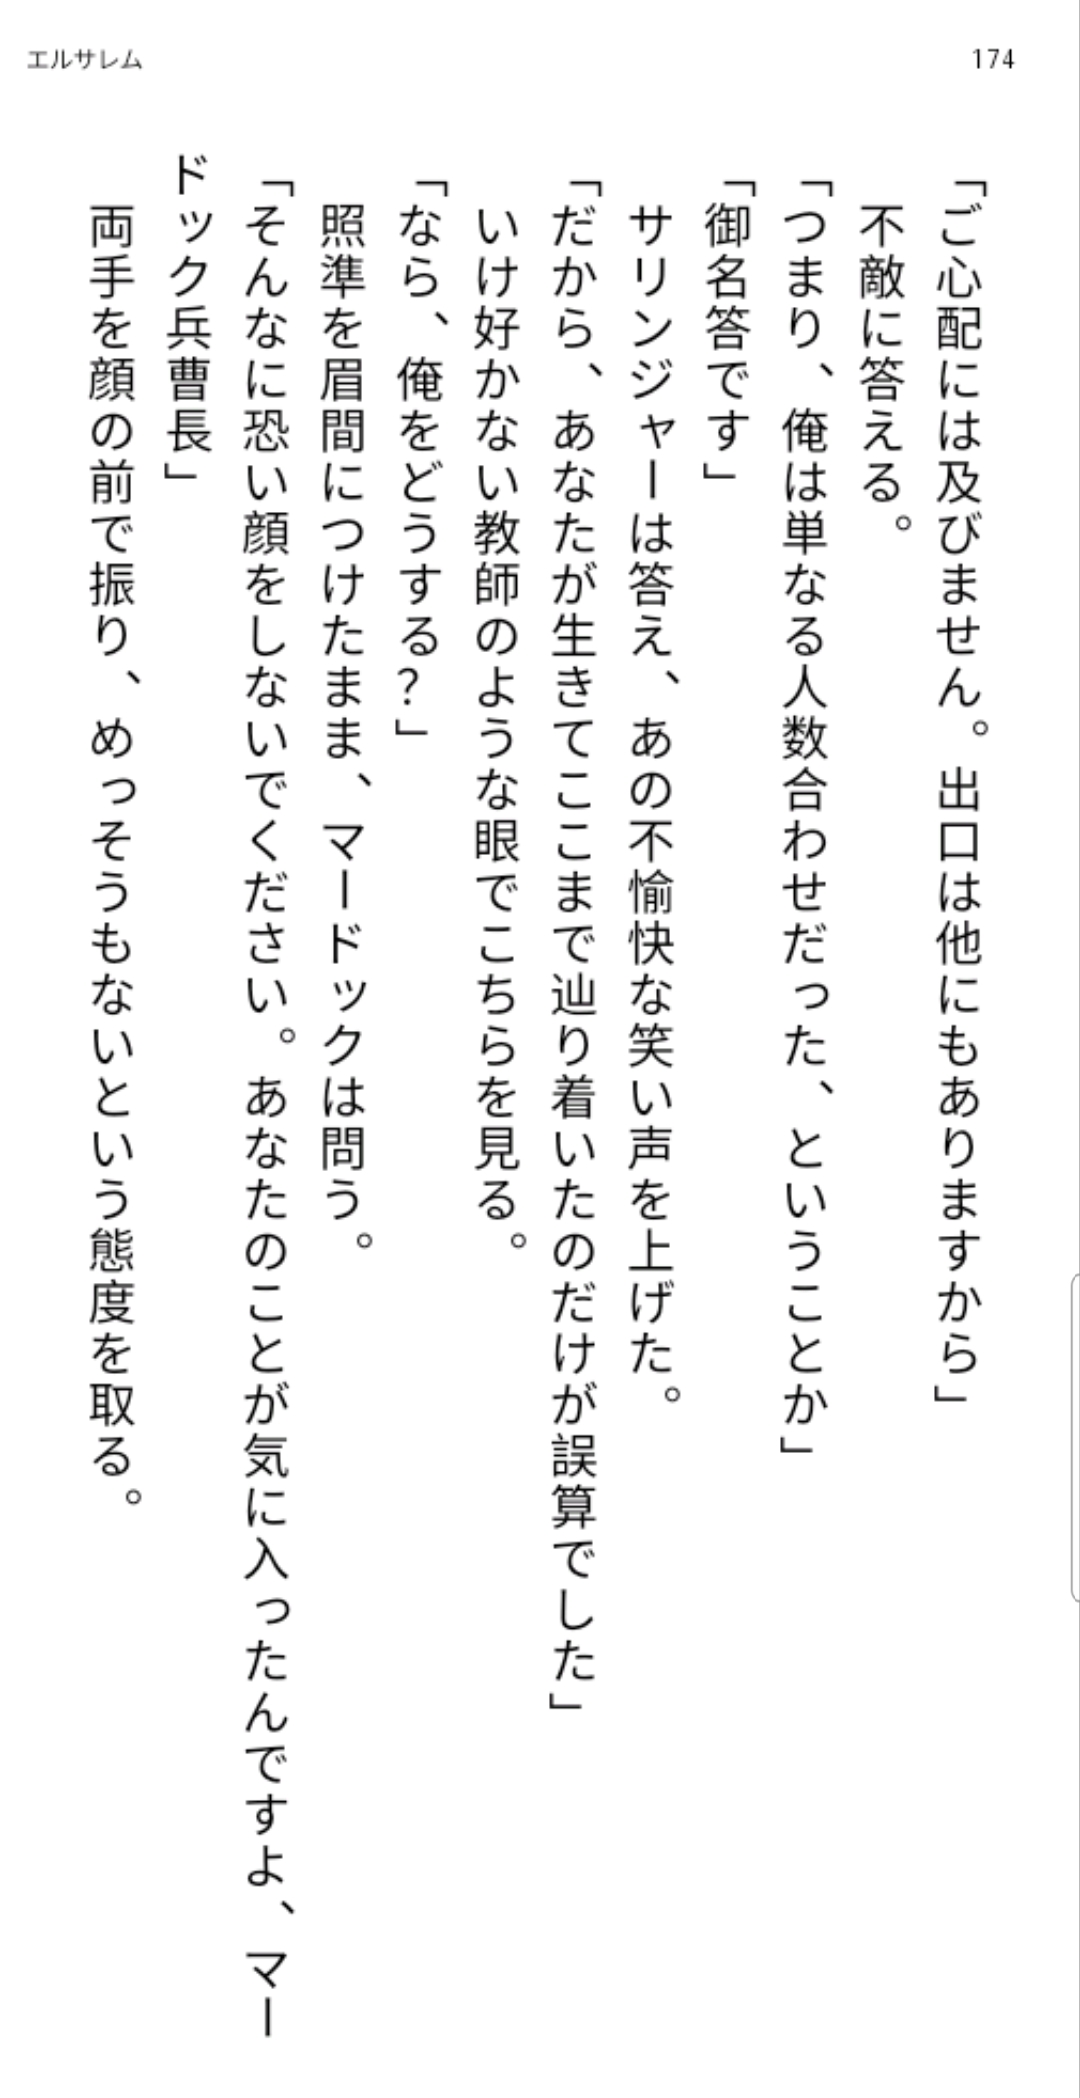 エルサレム
174
「ご心配には及びません。出口は他にもありますから」
不敵に答える。
「つまり、俺は単なる人数合わせだった、ということか」
「御名答です」
サリンジャーは答え、あの不愉快な笑い声を上げた。
「だから、あなたが生きてここまで辿り着いたのだけが誤算でした」
いけ好かない教師のような眼でこちらを見る。
「なら、俺をどうする?」
照準を眉間につけたまま、マードックは問う。
「そんなに恐い顔をしないでください。あなたのことが気に入ったんですよ、マー
ドック兵曹長」
両手を顔の前で振り、めっそうもないという態度を取る。